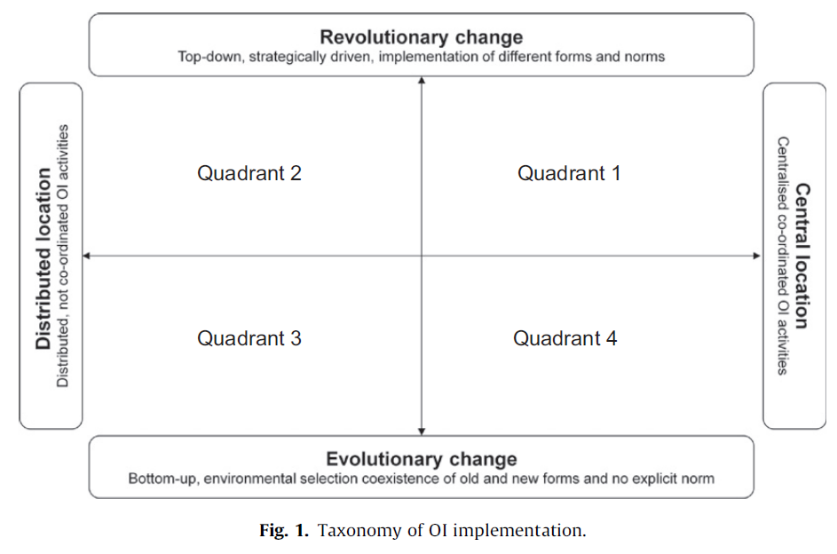 Revolutionary change
Top-down, strategically driven, implementation of different forms and norms
Distributed location
Distributed, not co-ordinated OI activities
Quadrant 2
Quadrant 1
Central location
Centralised co-ordinated OI activities
Quadrant 3
Quadrant 4
Evolutionary change
Bottom-up, environmental selection coexistence of old and new forms and no explicit norm
Fig. 1. Taxonomy of OI implementation.